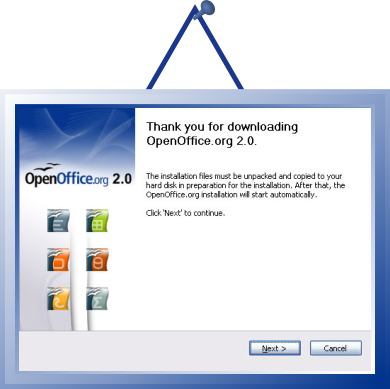 Thank you for downloading
OpenOffice.org 2.0.
OpenOffice.org 2.0
The installation files must be unpacked and copied to your
hard disk in preparation for the installation. After that, the
OpenOffice.org installation will start automatically.
Click 'Next' to continue.
Next >
Cancel